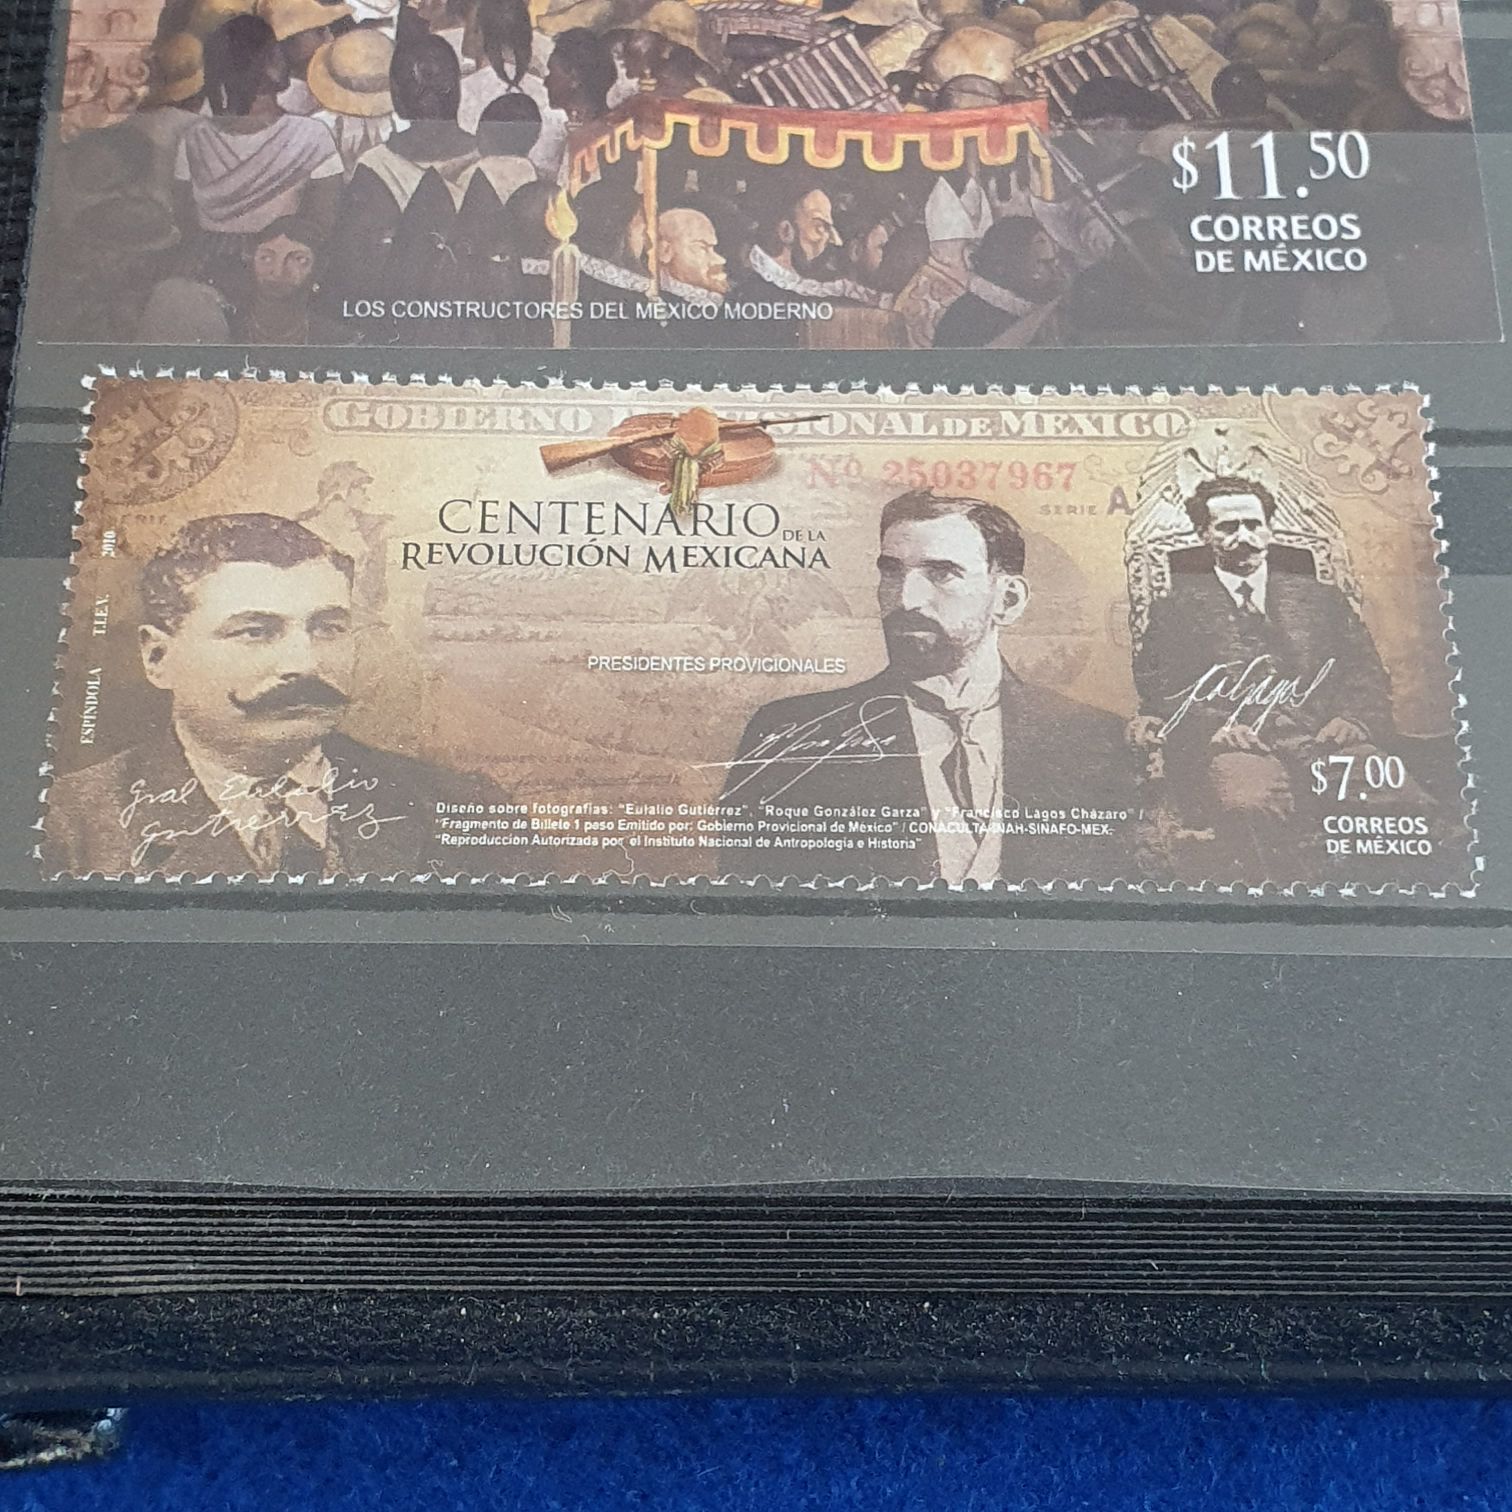 $11.50
CORREOS
DE MÉXICO
LOS CONSTRUCTORES DEL MÉXICO MODERNO
GOBIERNO DE MEXICO
Nº 25037967
SERIE A
SERIE
CENTENARIO DE LA
REVOLUCIÓN MEXICANA
PRESIDENTES PROVICIONALES
ESPÍNDOLA T.I.E.V. 2010
Gral Eulalio
Gutierrez
Diseño sobre fotografías: "Eulalio Gutiérrez", "Roque González Garza" y "Francisco Lagos Cházaro" /
"Fragmento de Billete 1 peso Emitido por: Gobierno Provicional de México" / CONACULTA-INAH-SINAFO-MEX.
"Reproducción Autorizada por el Instituto Nacional de Antropología e Historia"
$7.00
CORREOS
DE MÉXICO